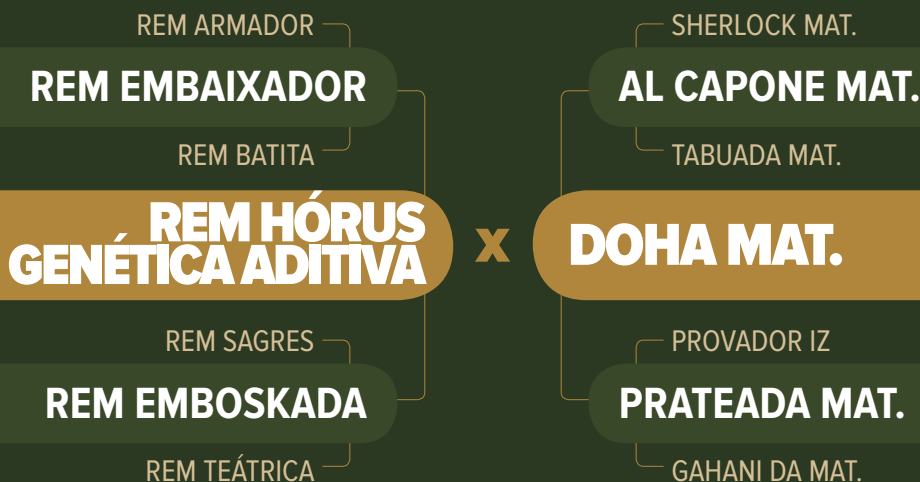 REM ARMADOR
REM EMBAIXADOR
REM BATITA
REM HÓRUS
GENÉTICA ADITIVA
REM SAGRES
REM EMBOSKADA
REM TEÁTRICA
X
SHERLOCK MAT.
AL CAPONE MAT.
TABUADA MAT.
DOHA MAT.
PROVADOR IZ
PRATEADA MAT.
GAHANI DA MAT.